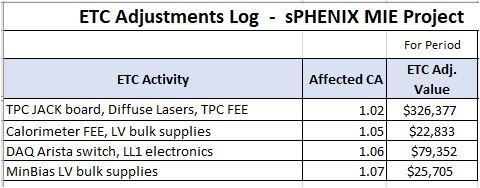 ETC Adjustments Log - sPHENIX MIE Project
For Period
ETC Activity Affected CA ETC Adj. Value
TPC JACK board, Diffuse Lasers, TPC FEE 1.02 $326,377
Calorimeter FEE, LV bulk supplies 1.05 $22,833
DAQ Arista switch, LL1 electronics 1.06 $79,352
MinBias LV bulk supplies 1.07 $25,705